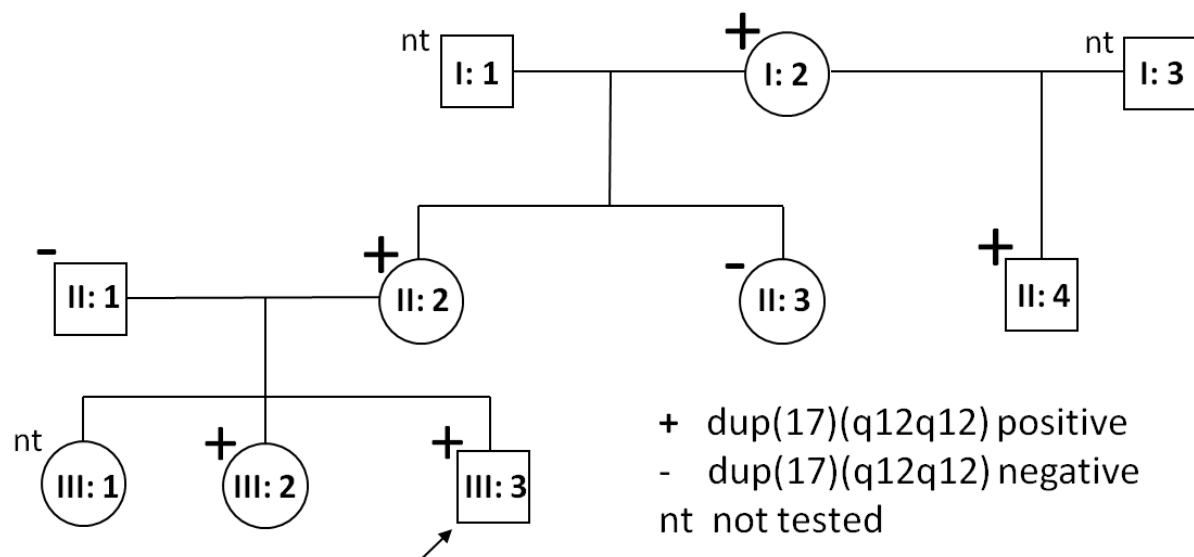 nt I: 1 + I: 2 nt I: 3
- II: 1 + II: 2 - II: 3 + II: 4
nt III: 1 + III: 2 + III: 3
+ dup(17)(q12q12) positive
- dup(17)(q12q12) negative
nt not tested